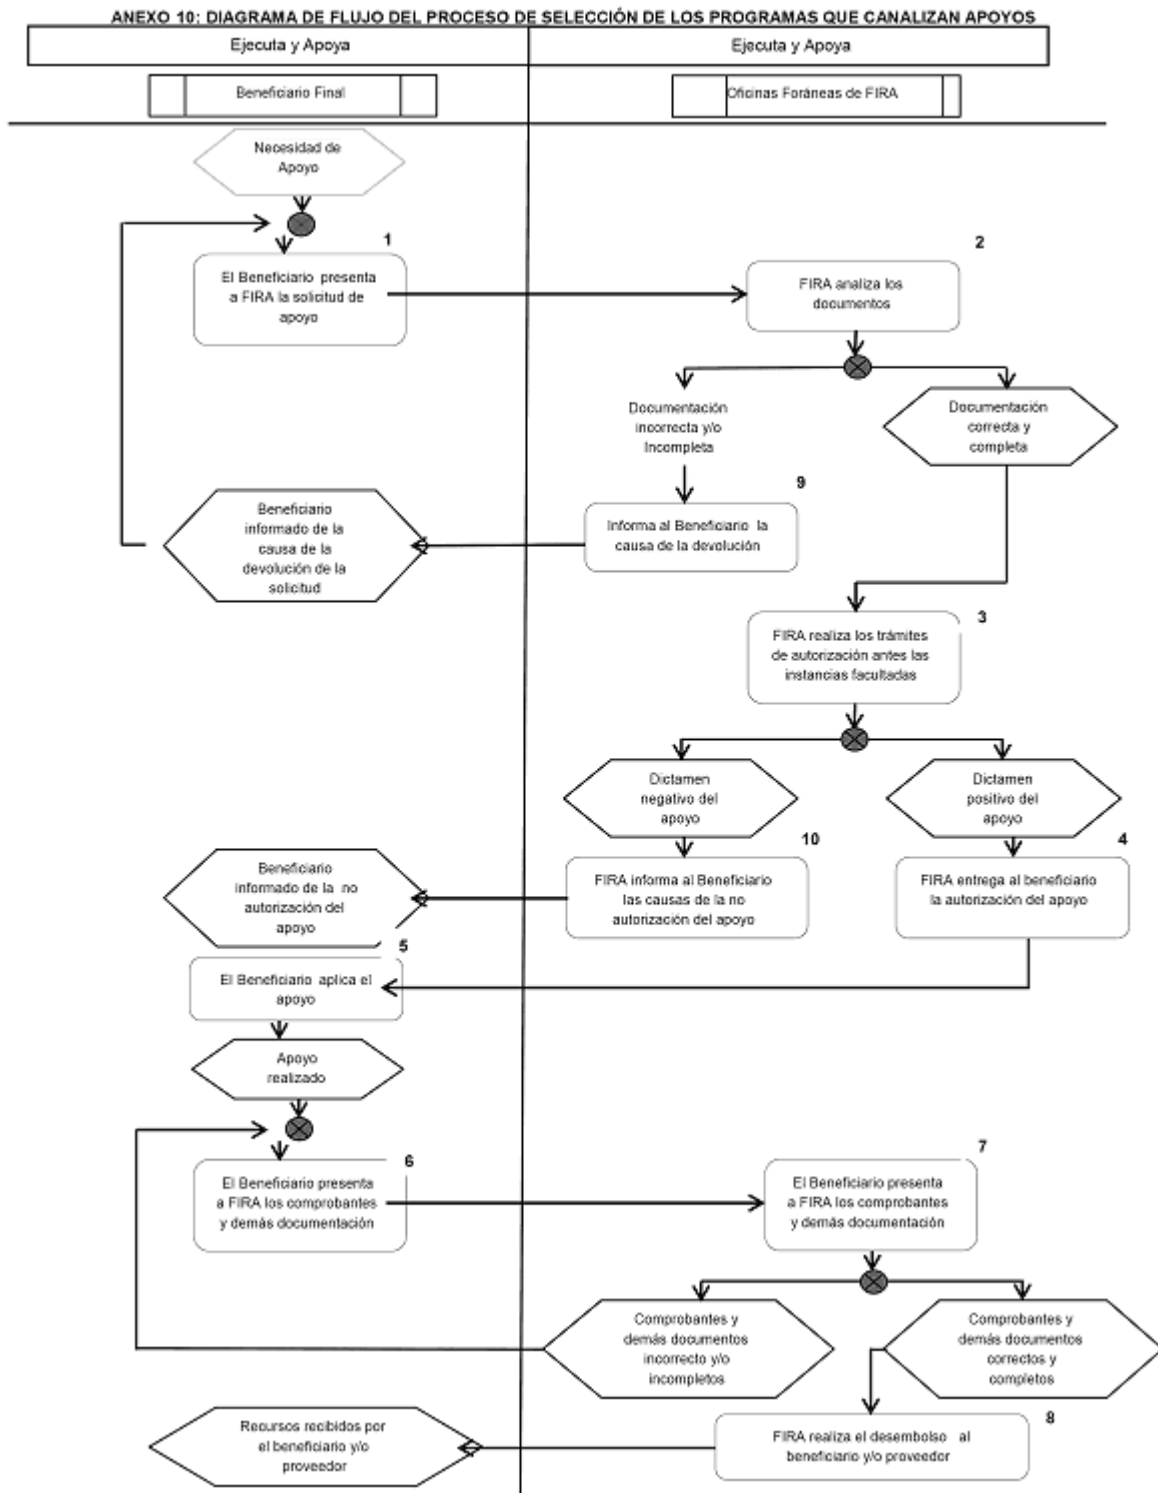 ANEXO 10: DIAGRAMA DE FLUJO DEL PROCESO DE SELECCIÓN DE LOS PROGRAMAS QUE CANALIZAN APOYOS
Ejecuta y Apoya
Ejecuta y Apoya
Beneficiario Final
Oficinas Foráneas de FIRA
Necesidad de
Apoyo
1
El Beneficiario presenta
a FIRA la solicitud de
apoyo
2
FIRA analiza los
documentos
Documentación
incorrecta y/o
Incompleta
Documentación
correcta y
completa
9
Informa al Beneficiario la
causa de la devolución
Beneficiario
informado de la
causa de la
devolución de la
solicitud
3
FIRA realiza los trámites
de autorización antes las
instancias facultadas
Dictamen
negativo del
apoyo
Dictamen
positivo del
apoyo
10
FIRA informa al Beneficiario
las causas de la no
autorización del apoyo
4
FIRA entrega al beneficiario
la autorización del apoyo
Beneficiario
informado de la no
autorización del
apoyo
5
El Beneficiario aplica el
apoyo
Apoyo
realizado
6
El Beneficiario presenta
a FIRA los comprobantes
y demás documentación
7
El Beneficiario presenta
a FIRA los comprobantes
y demás documentación
Comprobantes y
demás documentos
incorrecto y/o
incompletos
Comprobantes y
demás documentos
correctos y
completos
8
FIRA realiza el desembolso al
beneficiario y/o proveedor
Recursos recibidos por
el beneficiario y/o
proveedor